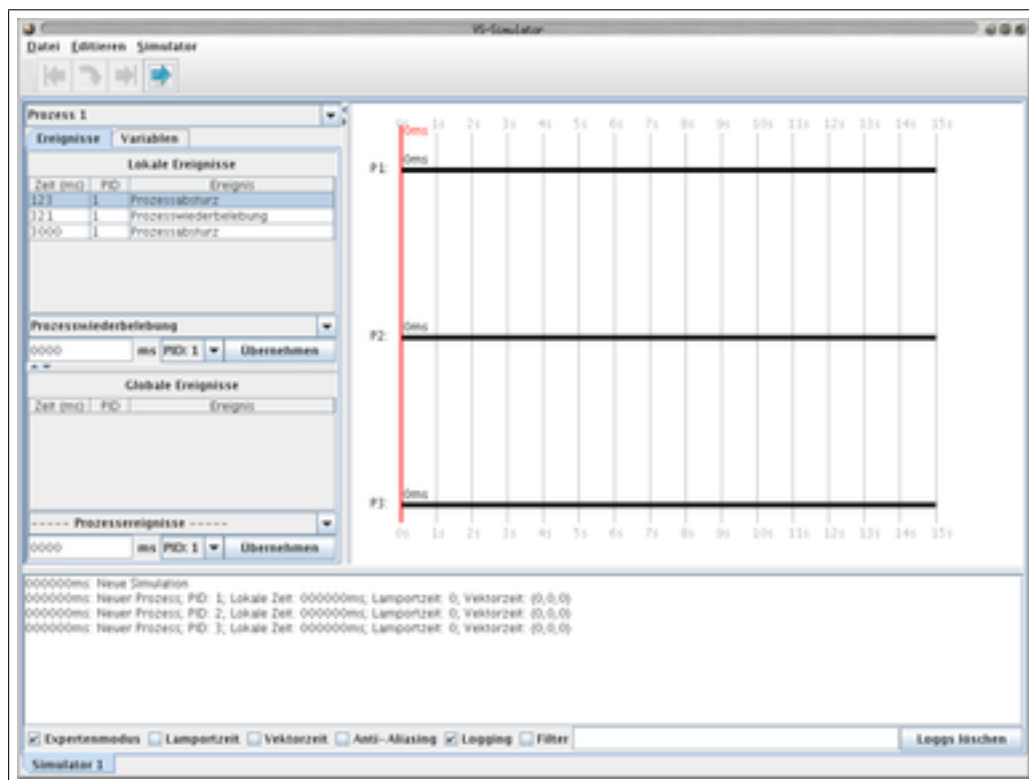 VS-Simulator
Datei Editieren Simulator
Prozess 1
Ereignisse Variablen
Lokale Ereignisse
Zeit (ms) PID Ereignis
123 1 Prozessabsturz
321 1 Prozesswiederbelebung
3000 1 Prozessabsturz
Prozesswiederbelebung
0000 ms PID: 1 Übernehmen
Globale Ereignisse
Zeit (ms) PID Ereignis
----- Prozessereignisse -----
0000 ms PID: 1 Übernehmen
0s 1s 2s 3s 4s 5s 6s 7s 8s 9s 10s 11s 12s 13s 14s 15s
0ms
P1: 0ms
P2: 0ms
P3: 0ms
0s 1s 2s 3s 4s 5s 6s 7s 8s 9s 10s 11s 12s 13s 14s 15s
000000ms: Neue Simulation
000000ms: Neuer Prozess; PID: 1; Lokale Zeit: 000000ms; Lamportzeit: 0; Vektorzeit: (0,0,0)
000000ms: Neuer Prozess; PID: 2; Lokale Zeit: 000000ms; Lamportzeit: 0; Vektorzeit: (0,0,0)
000000ms: Neuer Prozess; PID: 3; Lokale Zeit: 000000ms; Lamportzeit: 0; Vektorzeit: (0,0,0)
Expertenmodus Lamportzeit Vektorzeit Anti-Aliasing Logging Filter Loggs löschen
Simulator 1